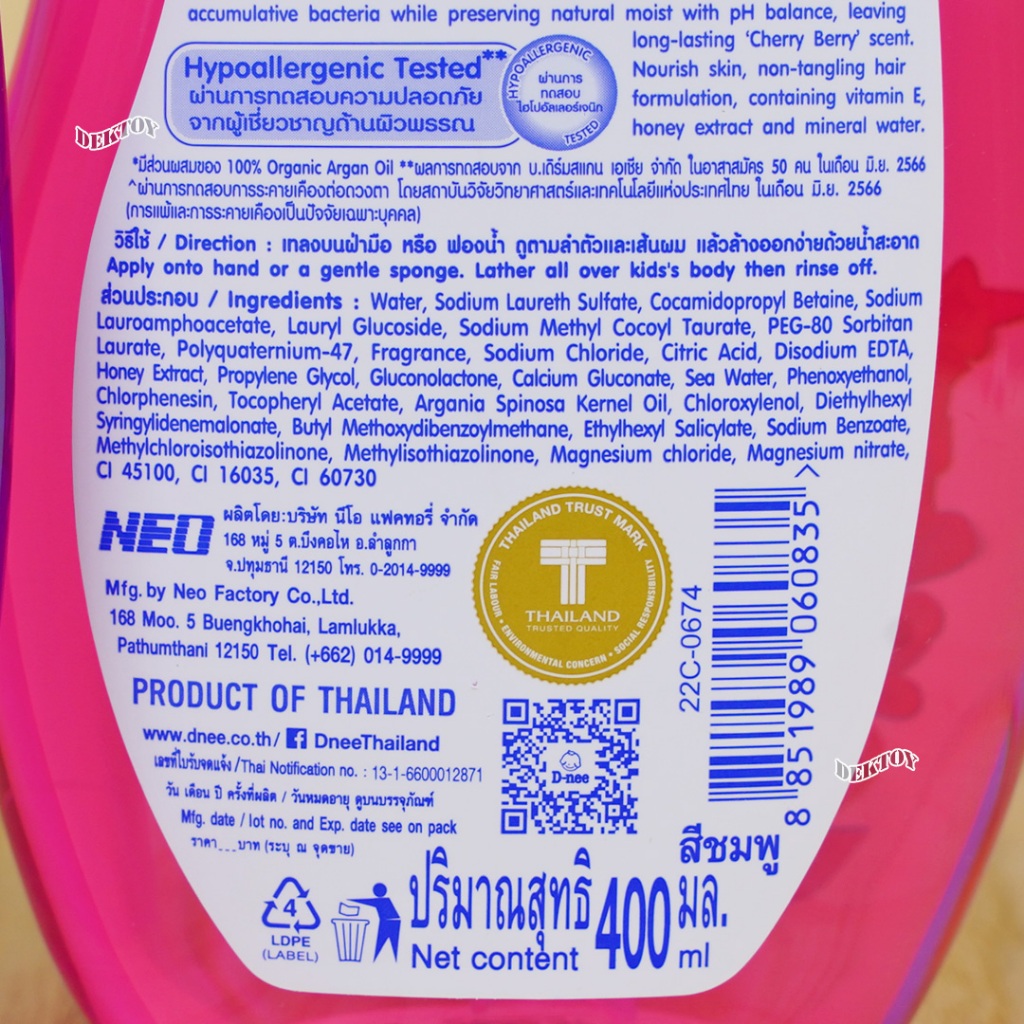 accumulative bacteria while preserving natural moist with pH balance, leaving
long-lasting 'Cherry Berry' scent.
Nourish skin, non-tangling hair
formulation, containing vitamin E,
honey extract and mineral water.
Hypoallergenic Tested**
ผ่านการทดสอบความปลอดภัย
จากผู้เชี่ยวชาญด้านผิวพรรณ
HYPOALLERGENIC
ผ่านการ
ทดสอบ
ไฮโปอัลเลอร์เจนิก
TESTED
DEKTOY
*มีส่วนผสมของ 100% Organic Argan Oil **ผลการทดสอบจาก บ.เดิร์มสแกน เอเซีย จำกัด ในอาสาสมัคร 50 คน ในเดือน มิ.ย. 2566
^ผ่านการทดสอบการระคายเคืองต่อดวงตา โดยสถาบันวิจัยวิทยาศาสตร์และเทคโนโลยีแห่งประเทศไทย ในเดือน มิ.ย. 2566
(การแพ้และการระคายเคืองเป็นปัจจัยเฉพาะบุคคล)
วิธีใช้ / Direction : เทลงบนฝ่ามือ หรือ ฟองน้ำ ถูตามลำตัวและเส้นผม แล้วล้างออกง่ายด้วยน้ำสะอาด
Apply onto hand or a gentle sponge. Lather all over kids's body then rinse off.
ส่วนประกอบ / Ingredients : Water, Sodium Laureth Sulfate, Cocamidopropyl Betaine, Sodium
Lauroamphoacetate, Lauryl Glucoside, Sodium Methyl Cocoyl Taurate, PEG-80 Sorbitan
Laurate, Polyquaternium-47, Fragrance, Sodium Chloride, Citric Acid, Disodium EDTA,
Honey Extract, Propylene Glycol, Gluconolactone, Calcium Gluconate, Sea Water, Phenoxyethanol,
Chlorphenesin, Tocopheryl Acetate, Argania Spinosa Kernel Oil, Chloroxylenol, Diethylhexyl
Syringylidenemalonate, Butyl Methoxydibenzoylmethane, Ethylhexyl Salicylate, Sodium Benzoate,
Methylchloroisothiazolinone, Methylisothiazolinone, Magnesium chloride, Magnesium nitrate,
CI 45100, CI 16035, CI 60730
NEO
ผลิตโดย:บริษัท นีโอ แฟคทอรี่ จำกัด
168 หมู่ 5 ต.บึงคอไห อ.ลำลูกกา
จ.ปทุมธานี 12150 โทร. 0-2014-9999
Mfg. by Neo Factory Co.,Ltd.
168 Moo. 5 Buengkhohai, Lamlukka,
Pathumthani 12150 Tel. (+662) 014-9999
THAILAND TRUST MARK
T
THAILAND
TRUSTED QUALITY
FAIR LABOUR • ENVIRONMENTAL CONCERN • SOCIAL RESPONSIBILITY
22C-0674
8 851989 060835 >
PRODUCT OF THAILAND
www.dnee.co.th/ f DneeThailand
เลขที่ใบรับจดแจ้ง/Thai Notification no. : 13-1-6600012871
วัน เดือน ปี ครั้งที่ผลิต / วันหมดอายุ ดูบนบรรจุภัณฑ์
Mfg. date / lot no. and Exp. date see on pack
ราคา...บาท (ระบุ ณ จุดขาย)
D-nee
DEKTOY
สีชมพู
4
LDPE
(LABEL)
ปริมาณสุทธิ 400 มล.
Net content ml